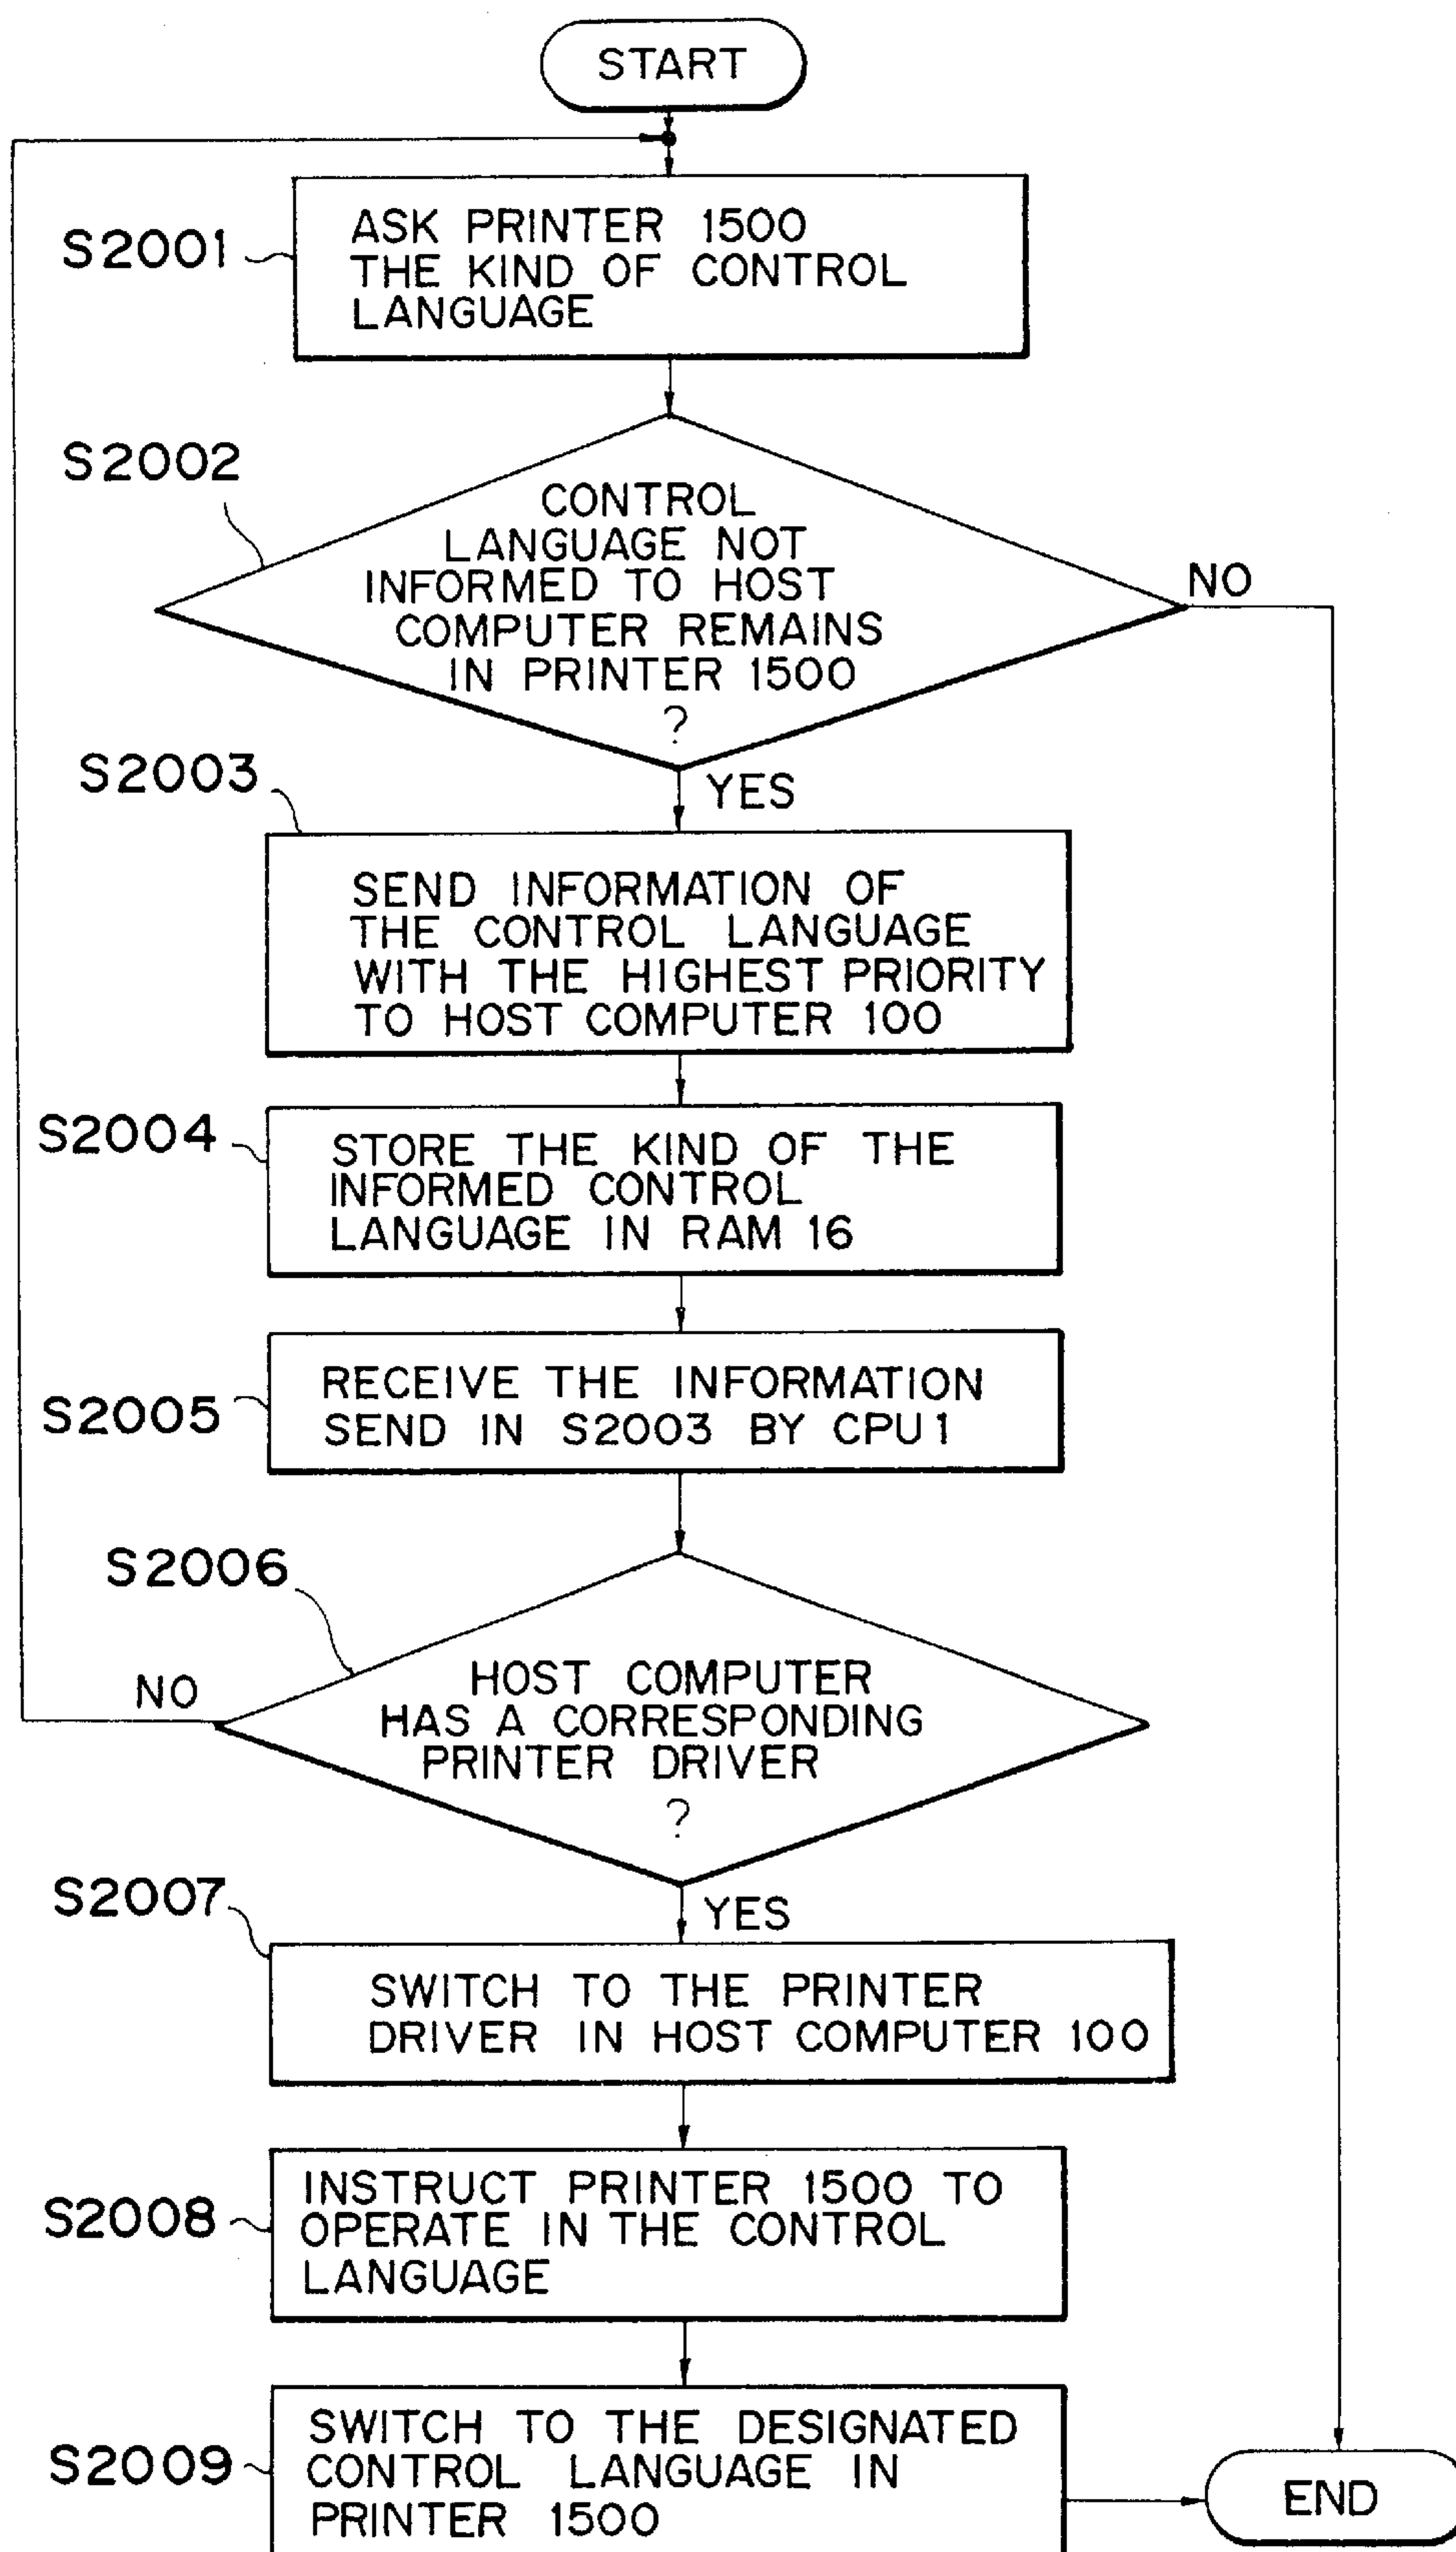 START
S2001
ASK PRINTER 1500
THE KIND OF CONTROL
LANGUAGE
S2002
CONTROL
LANGUAGE NOT
INFORMED TO HOST
COMPUTER REMAINS
IN PRINTER 1500
?
NO
YES
S2003
SEND INFORMATION OF
THE CONTROL LANGUAGE
WITH THE HIGHEST PRIORITY
TO HOST COMPUTER 100
S2004
STORE THE KIND OF THE
INFORMED CONTROL
LANGUAGE IN RAM 16
S2005
RECEIVE THE INFORMATION
SEND IN S2003 BY CPU1
S2006
HOST COMPUTER
HAS A CORRESPONDING
PRINTER DRIVER
?
NO
YES
S2007
SWITCH TO THE PRINTER
DRIVER IN HOST COMPUTER 100
S2008
INSTRUCT PRINTER 1500 TO
OPERATE IN THE CONTROL
LANGUAGE
S2009
SWITCH TO THE DESIGNATED
CONTROL LANGUAGE IN
PRINTER 1500
END